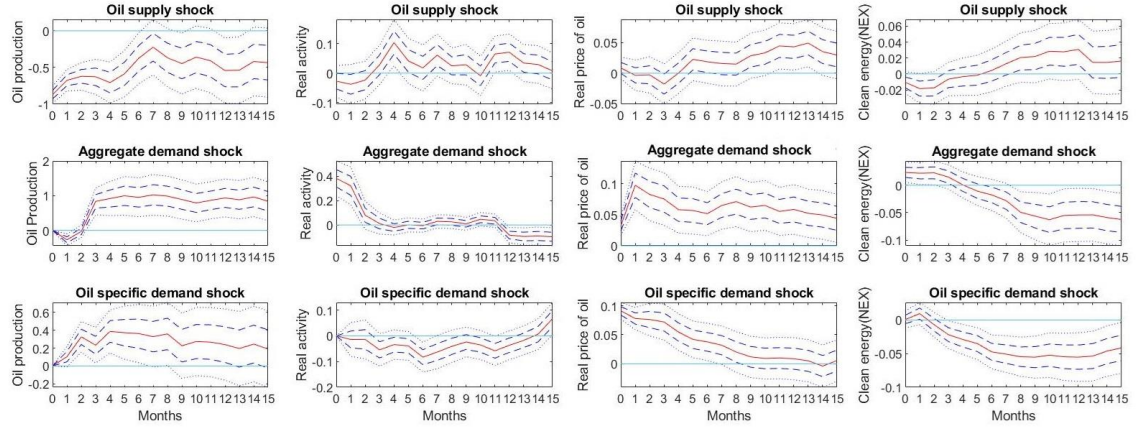 Oil supply shock
Oil supply shock
Oil supply shock
Oil supply shock
Oil production
0
-0.5
-1
0 1 2 3 4 5 6 7 8 9 10 11 12 13 14 15
Real activity
0.1
0
-0.1
0 1 2 3 4 5 6 7 8 9 10 11 12 13 14 15
Real price of oil
0.05
0
-0.05
0 1 2 3 4 5 6 7 8 9 10 11 12 13 14 15
Clean energy(NEX)
0.06
0.04
0.02
0
-0.02
0 1 2 3 4 5 6 7 8 9 10 11 12 13 14 15
Aggregate demand shock
Aggregate demand shock
Aggregate demand shock
Aggregate demand shock
Oil Production
2
1
0
0 1 2 3 4 5 6 7 8 9 10 11 12 13 14 15
Real activity
0.4
0.2
0
0 1 2 3 4 5 6 7 8 9 10 11 12 13 14 15
Real price of oil
0.1
0.05
0
0 1 2 3 4 5 6 7 8 9 10 11 12 13 14 15
Clean energy(NEX)
0
-0.05
-0.1
0 1 2 3 4 5 6 7 8 9 10 11 12 13 14 15
Oil specific demand shock
Oil specific demand shock
Oil specific demand shock
Oil specific demand shock
Oil production
0.6
0.4
0.2
0
-0.2
0 1 2 3 4 5 6 7 8 9 10 11 12 13 14 15
Months
Real activity
0.1
0
-0.1
-0.2
0 1 2 3 4 5 6 7 8 9 10 11 12 13 14 15
Months
Real price of oil
0.1
0.05
0
0 1 2 3 4 5 6 7 8 9 10 11 12 13 14 15
Months
Clean energy(NEX)
0
-0.05
-0.1
0 1 2 3 4 5 6 7 8 9 10 11 12 13 14 15
Months